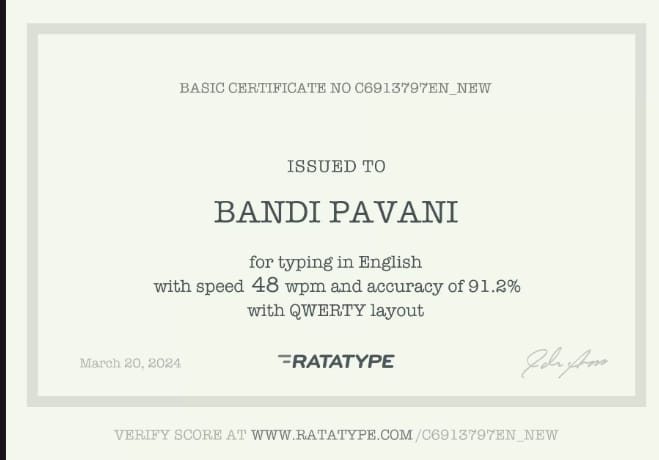 BASIC CERTIFICATE NO C6913797EN_NEW
ISSUED TO
BANDI PAVANI
for typing in English
with speed 48 wpm and accuracy of 91.2%
with QWERTY layout
March 20, 2024 RATATYPE
VERIFY SCORE AT WWW.RATATYPE.COM/C6913797EN_NEW